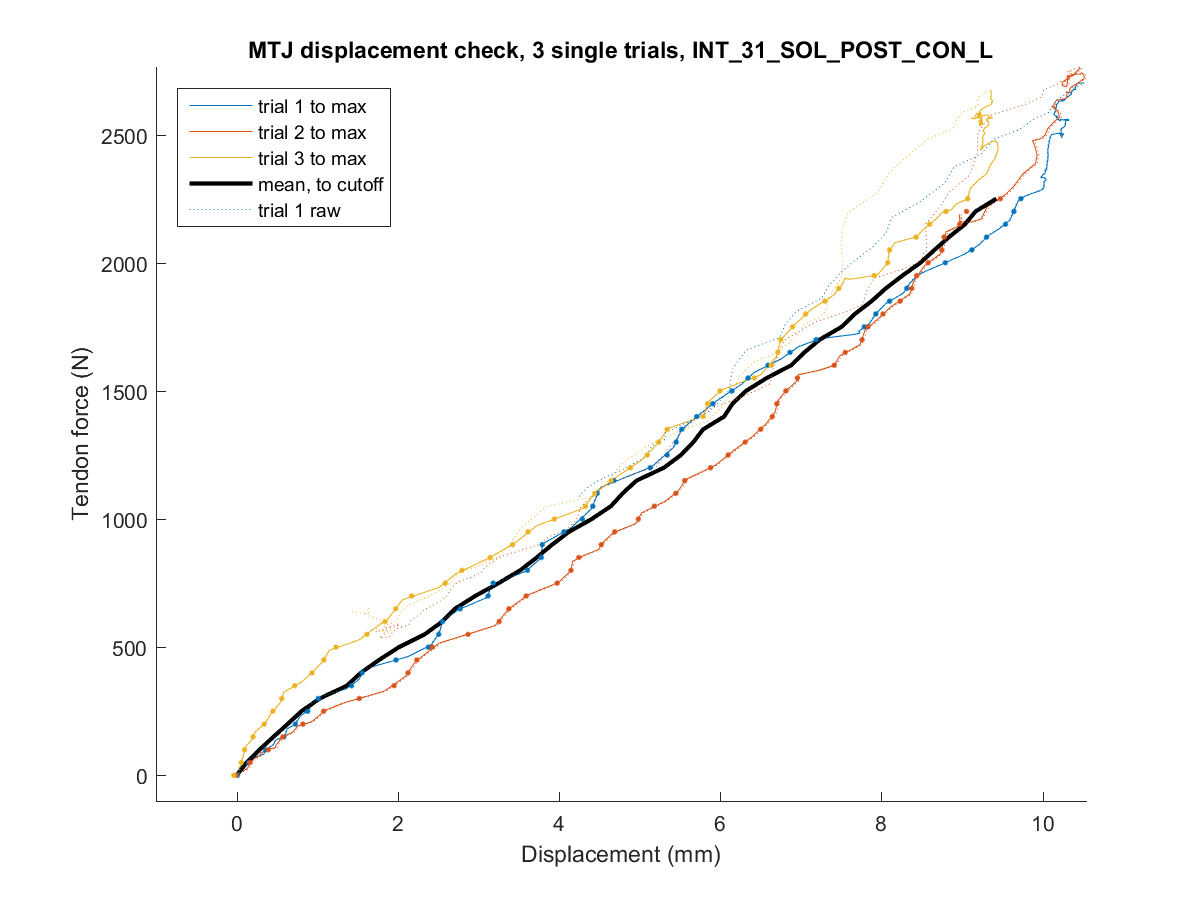 MTJ displacement check, 3 single trials, INT_31_SOL_POST_CON_L
trial 1 to max
trial 2 to max
trial 3 to max
mean, to cutoff
trial 1 raw
2500
2000
1500
1000
500
0
Tendon force (N)
0 2 4 6 8 10
Displacement (mm)